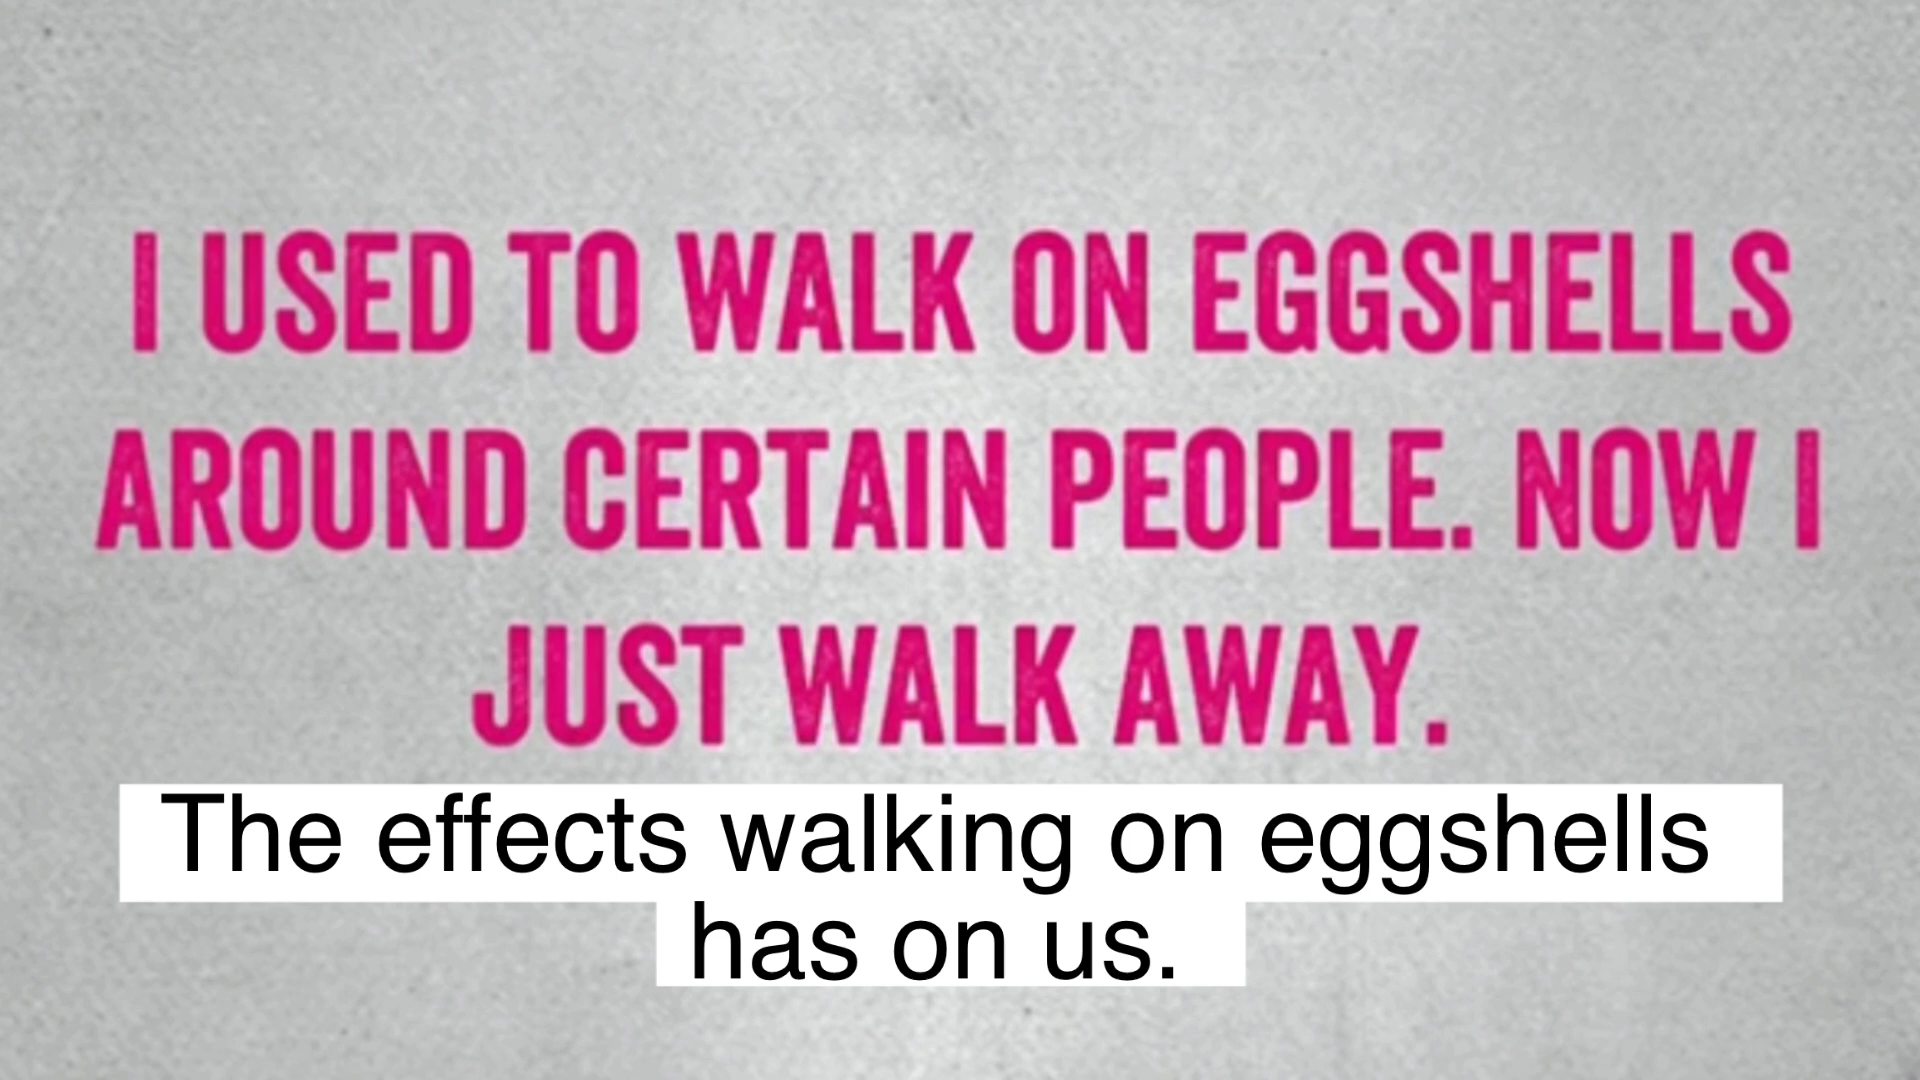 I USED TO WALK ON EGGSHELLS
AROUND CERTAIN PEOPLE. NOW I
JUST WALK AWAY.
The effects walking on eggshells
has on us.